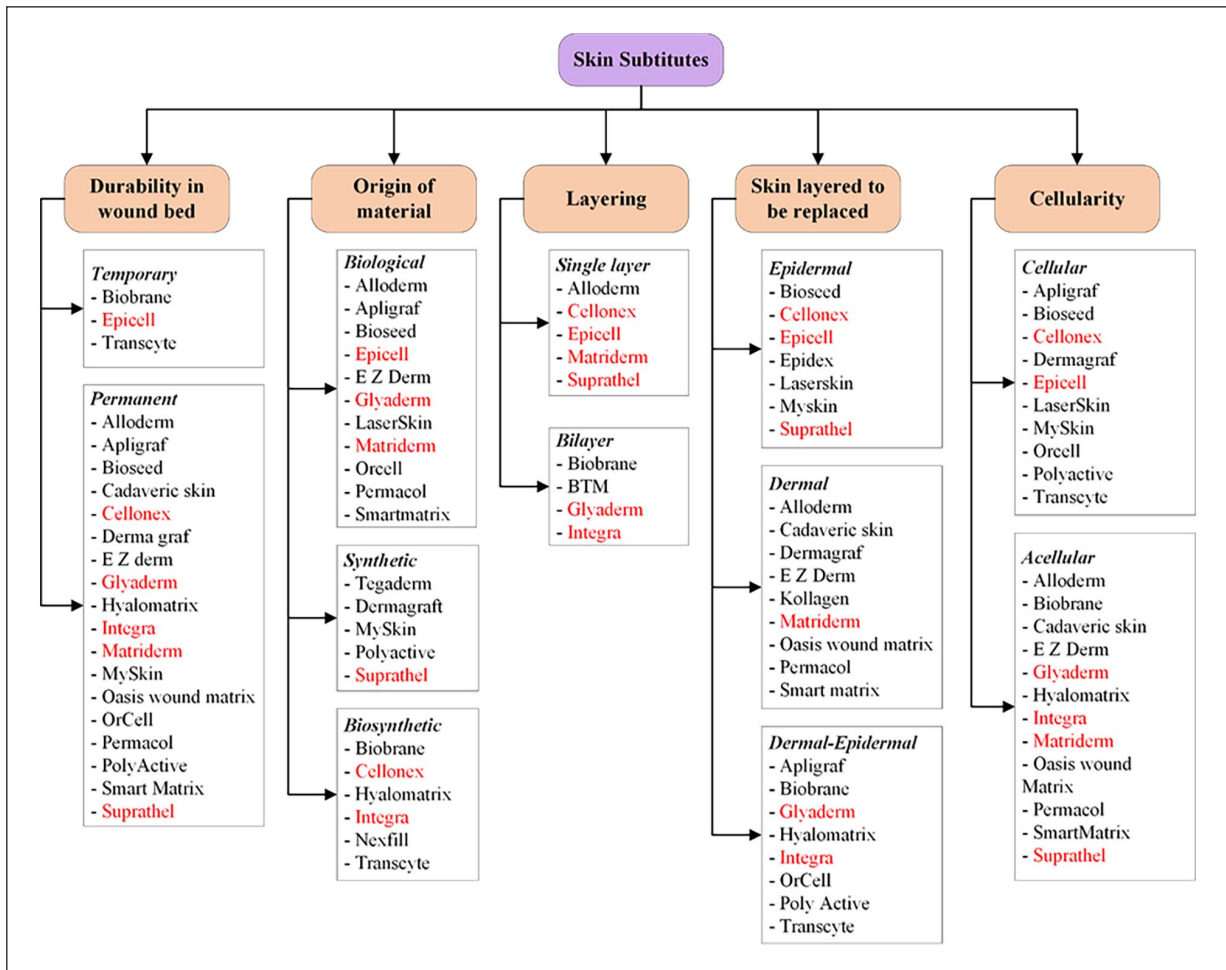 Skin Subtitutes
Durability in
wound bed
Temporary
- Biobrane
- Epicell
- Transcyte
Permanent
- Alloderm
- Apligraf
- Bioseed
- Cadaveric skin
- Cellonex
- Derma graf
- E Z derm
- Glyaderm
- Hyalomatrix
- Integra
- Matriderm
- MySkin
- Oasis wound matrix
- OrCell
- Permacol
- PolyActive
- Smart Matrix
- Suprathel
Origin of
material
Biological
- Alloderm
- Apligraf
- Bioseed
- Epicell
- E Z Derm
- Glyaderm
- LaserSkin
- Matriderm
- Orcell
- Permacol
- Smartmatrix
Synthetic
- Tegaderm
- Dermagraft
- MySkin
- Polyactive
- Suprathel
Biosynthetic
- Biobrane
- Cellonex
- Hyalomatrix
- Integra
- Nexfill
- Transcyte
Layering
Single layer
- Alloderm
- Cellonex
- Epicell
- Matriderm
- Suprathel
Bilayer
- Biobrane
- BTM
- Glyaderm
- Integra
Skin layered to
be replaced
Epidermal
- Bioseed
- Cellonex
- Epicell
- Epidex
- Laserskin
- Myskin
- Suprathel
Dermal
- Alloderm
- Cadaveric skin
- Dermagraf
- E Z Derm
- Kollagen
- Matriderm
- Oasis wound matrix
- Permacol
- Smart matrix
Dermal-Epidermal
- Apligraf
- Biobrane
- Glyaderm
- Hyalomatrix
- Integra
- OrCell
- Poly Active
- Transcyte
Cellularity
Cellular
- Apligraf
- Bioseed
- Cellonex
- Dermagraf
- Epicell
- LaserSkin
- MySkin
- Orcell
- Polyactive
- Transcyte
Acellular
- Alloderm
- Biobrane
- Cadaveric skin
- E Z Derm
- Glyaderm
- Hyalomatrix
- Integra
- Matriderm
- Oasis wound
Matrix
- Permacol
- SmartMatrix
- Suprathel